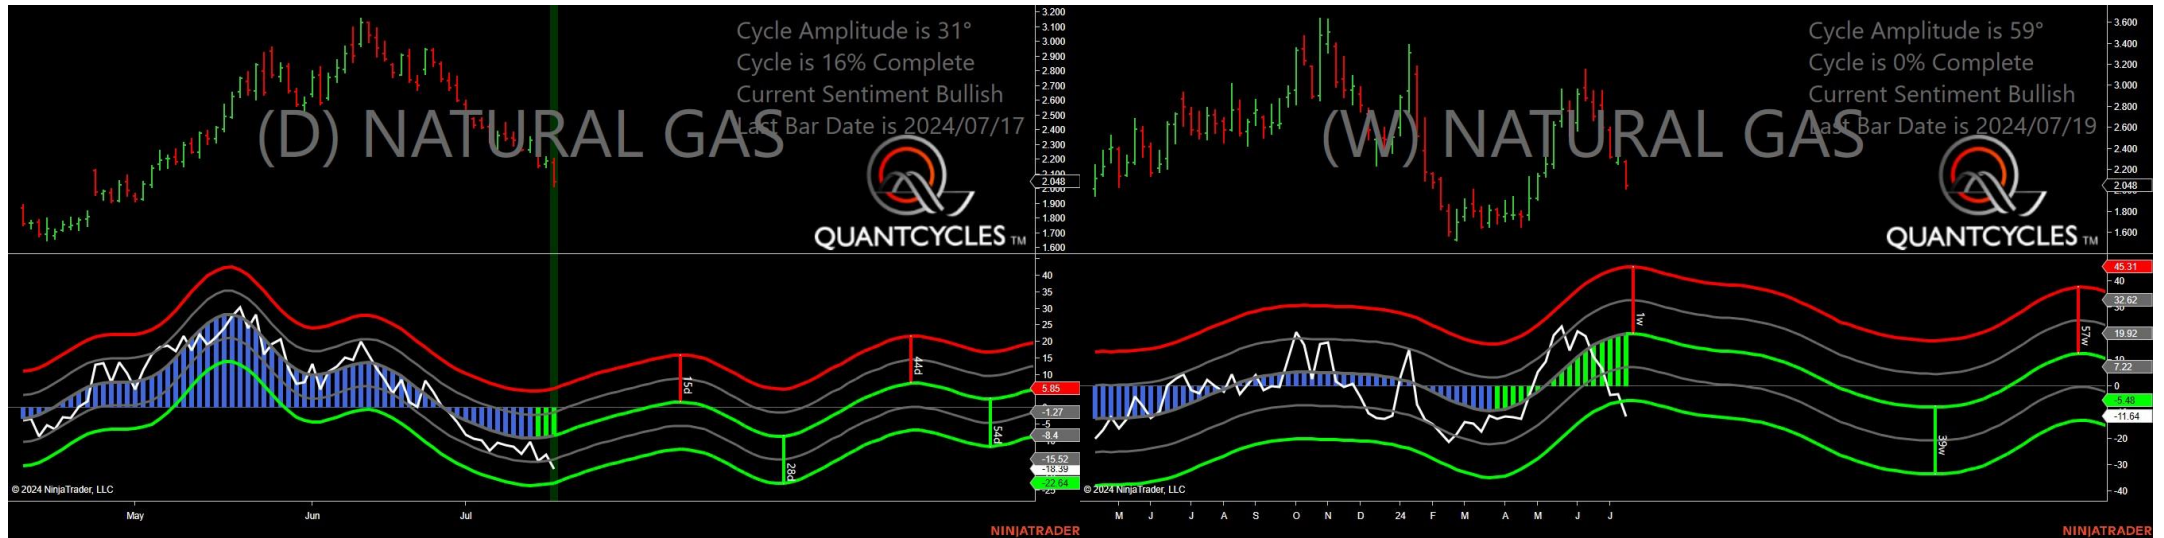 Cycle Amplitude is 31°
Cycle is 16% Complete
Current Sentiment Bullish
Last Bar Date is 2024/07/17
(D) NATURAL GAS
QUANTCYCLES TM
3.200
3.100
3.000
2.900
2.800
2.700
2.600
2.500
2.400
2.300
2.200
2.048
2.000
1.900
1.800
1.700
1.600
40
35
30
25
20
15
10
5.85
-1.27
-5
-8.4
-15.52
-18.39
-22.64
-25
15d
28d
44d
54d
© 2024 NinjaTrader, LLC
May
Jun
Jul
NINJATRADER
Cycle Amplitude is 59°
Cycle is 0% Complete
Current Sentiment Bullish
Last Bar Date is 2024/07/19
(W) NATURAL GAS
QUANTCYCLES TM
3.600
3.400
3.200
3.000
2.800
2.600
2.400
2.200
2.048
1.800
1.600
45.31
40
32.62
30
19.92
10
7.22
0
-5.48
-11.64
-20
-30
-40
1w
39w
57w
© 2024 NinjaTrader, LLC
M
J
J
A
S
O
N
D
24
F
M
A
M
J
J
NINJATRADER